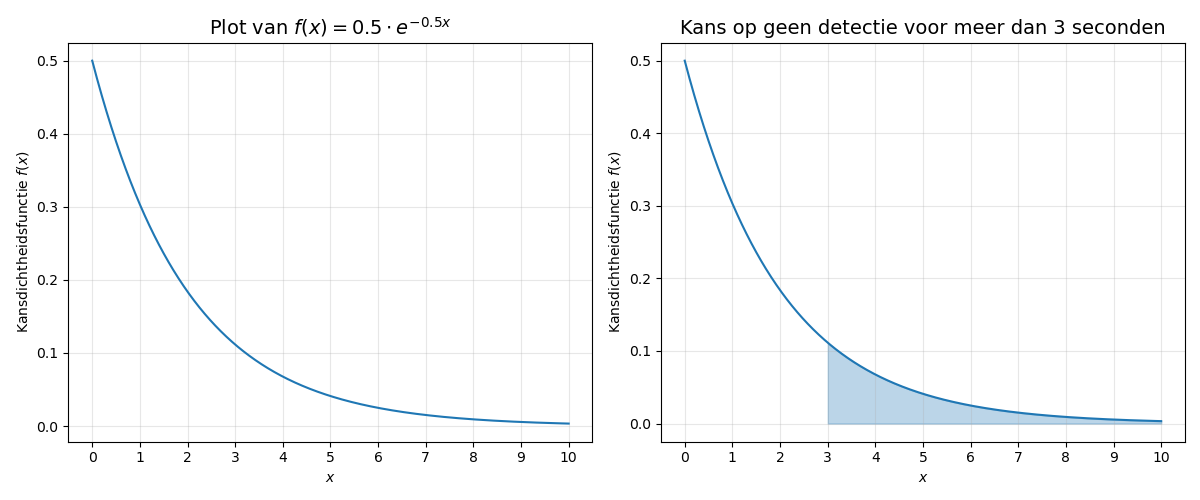 Plot van f(x) = 0.5 · e^{-0.5x}
Kansdichtheidsfunctie f(x)
0.5
0.4
0.3
0.2
0.1
0.0
0 1 2 3 4 5 6 7 8 9 10
x
Kans op geen detectie voor meer dan 3 seconden
Kansdichtheidsfunctie f(x)
0.5
0.4
0.3
0.2
0.1
0.0
0 1 2 3 4 5 6 7 8 9 10
x